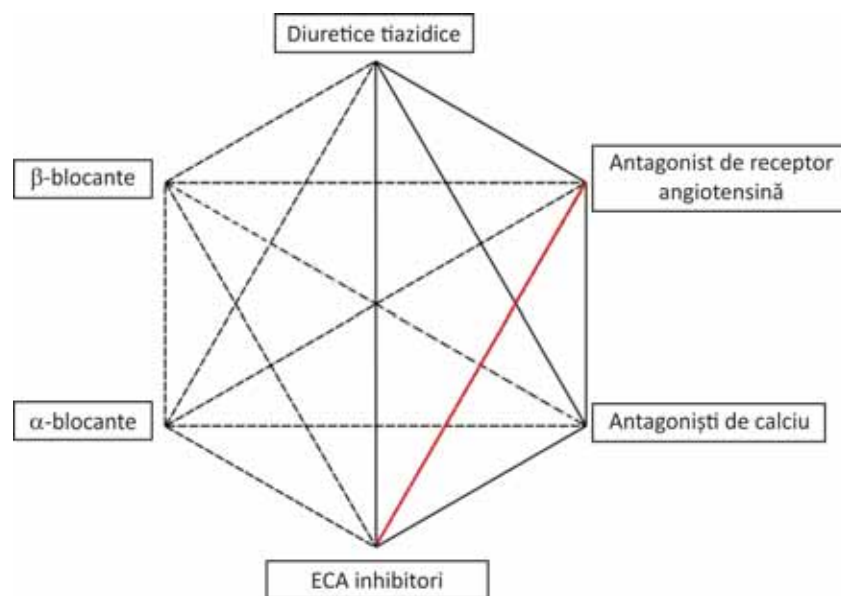 Diuretice tiazidice
β-blocante
Antagonist de receptor
angiotensină
α-blocante
Antagoniști de calciu
ECA inhibitori